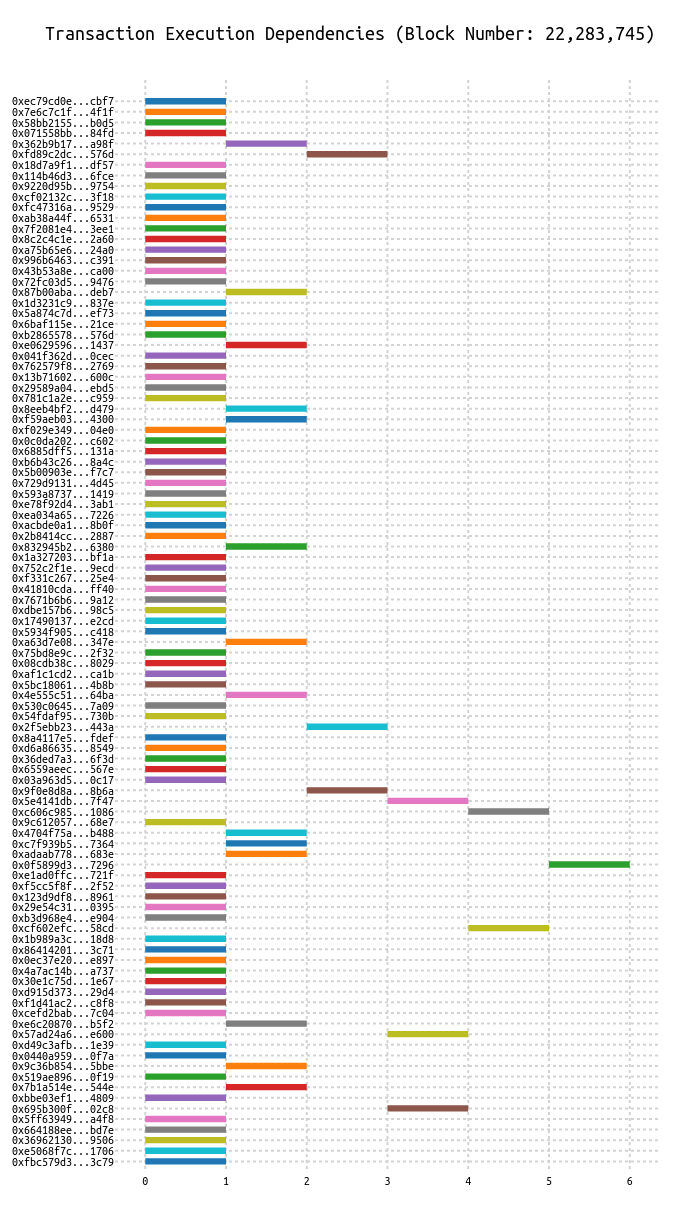 Transaction Execution Dependencies (Block Number: 22,283,745)
0xec79cd0e...cbf7
0x7e6c7c1f...4f1f
0x58bb2155...b0d5
0x071558bb...84fd
0x362b9b17...a98f
0xfd89c2dc...576d
0x18d7a9f1...df57
0x114b46d3...6fce
0x9220d95b...9754
0xcf02132c...3f18
0xfc47316a...9529
0xab38a44f...6531
0x7f2081e4...3ee1
0x8c2c4c1e...2a60
0xa75b65e6...24a0
0x996b6463...c391
0x43b53a8e...ca00
0x72fc03d5...9476
0x87b00aba...deb7
0x1d3231c9...837e
0x5a874c7d...ef73
0x6baf115e...21ce
0xb2865578...576d
0xe0629596...1437
0x041f362d...0cec
0x762579f8...2769
0x13b71602...600c
0x29589a04...ebd5
0x781c1a2e...c959
0x8eeb4bf2...d479
0xf59aeb03...4300
0xf029e349...04e0
0x0c0da202...c602
0x6885dff5...131a
0xb6b43c26...8a4c
0x5b00903e...f7c7
0x729d9131...4d45
0x593a8737...1419
0xe78f92d4...3ab1
0xea034a65...7226
0xacbde0a1...8b0f
0x2b8414cc...2887
0x832945b2...6380
0x1a327203...bf1a
0x752c2f1e...9ecd
0xf331c267...25e4
0x41810cda...ff40
0x7671b6b6...9a12
0xdbe157b6...98c5
0x17490137...e2cd
0x5934f905...c418
0xa63d7e08...347e
0x75bd8e9c...2f32
0x08cdb38c...8029
0xaf1c1cd2...ca1b
0x5bc18061...4b8b
0x4e555c51...64ba
0x530c0645...7a09
0x54fdaf95...730b
0x2f5ebb23...443a
0x8a4117e5...fdef
0xd6a86635...8549
0x36ded7a3...6f3d
0x6559aeec...567e
0x03a963d5...0c17
0x9f0e8d8a...8b6a
0x5e4141db...7f47
0xc606c985...1086
0x9c612057...68e7
0x4704f75a...b488
0xc7f939b5...7364
0xadaab778...683e
0x0f5899d3...7296
0xe1ad0ffc...721f
0xf5cc5f8f...2f52
0x123d9df8...8961
0x29e54c31...0395
0xb3d968e4...e904
0xcf602efc...58cd
0x1b989a3c...18d8
0x86414201...3c71
0x0ec37e20...e897
0x4a7ac14b...a737
0x30e1c75d...1e67
0xd915d373...29d4
0xf1d41ac2...c8f8
0xcefd2bab...7c04
0xe6c20870...b5f2
0x57ad24a6...e600
0xd49c3afb...1e39
0x0440a959...0f7a
0x9c36b854...5bbe
0x519ae896...0f19
0x7b1a514e...544e
0xbbe03ef1...4809
0x695b300f...02c8
0x5ff63949...a4f8
0x664188ee...bd7e
0x36962130...9506
0xe5068f7c...1706
0xfbc579d3...3c79
0 1 2 3 4 5 6